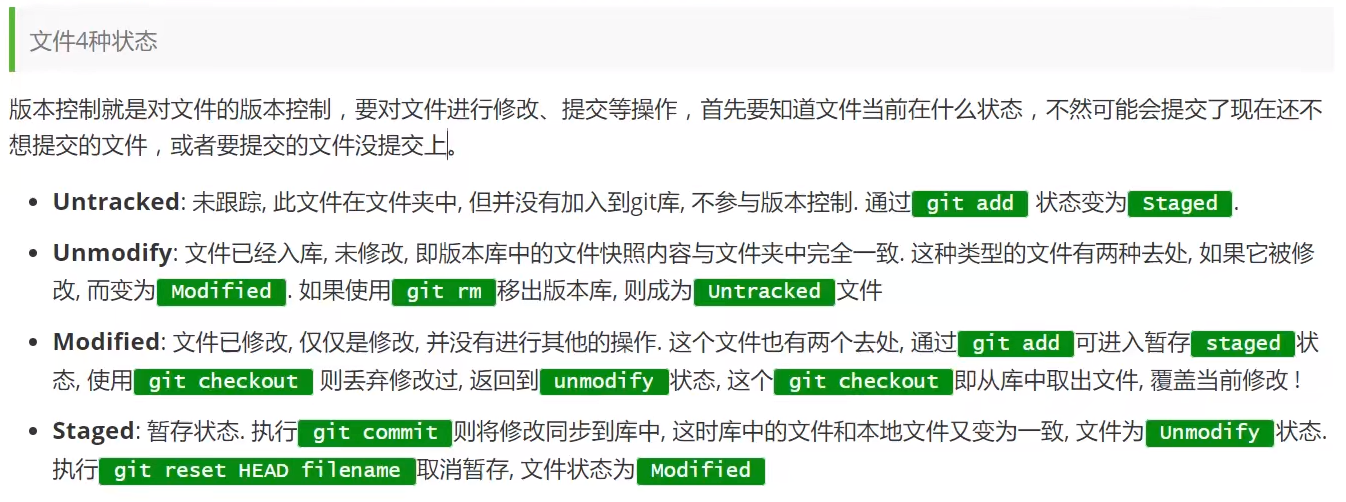 文件4种状态
版本控制就是对文件的版本控制，要对文件进行修改、提交等操作，首先要知道文件当前在什么状态，不然可能会提交了现在还不
想提交的文件，或者要提交的文件没提交上。
• Untracked: 未跟踪, 此文件在文件夹中, 但并没有加入到git库, 不参与版本控制. 通过 git add 状态变为 Staged .
• Unmodify: 文件已经入库, 未修改, 即版本库中的文件快照内容与文件夹中完全一致. 这种类型的文件有两种去处, 如果它被修
改, 而变为 Modified . 如果使用 git rm 移出版本库, 则成为 Untracked 文件
• Modified: 文件已修改, 仅仅是修改, 并没有进行其他的操作. 这个文件也有两个去处, 通过 git add 可进入暂存 staged 状
态, 使用 git checkout 则丢弃修改过, 返回到 unmodify 状态, 这个 git checkout 即从库中取出文件, 覆盖当前修改 !
• Staged: 暂存状态. 执行 git commit 则将修改同步到库中, 这时库中的文件和本地文件又变为一致, 文件为 Unmodify 状态.
执行 git reset HEAD filename 取消暂存, 文件状态为 Modified